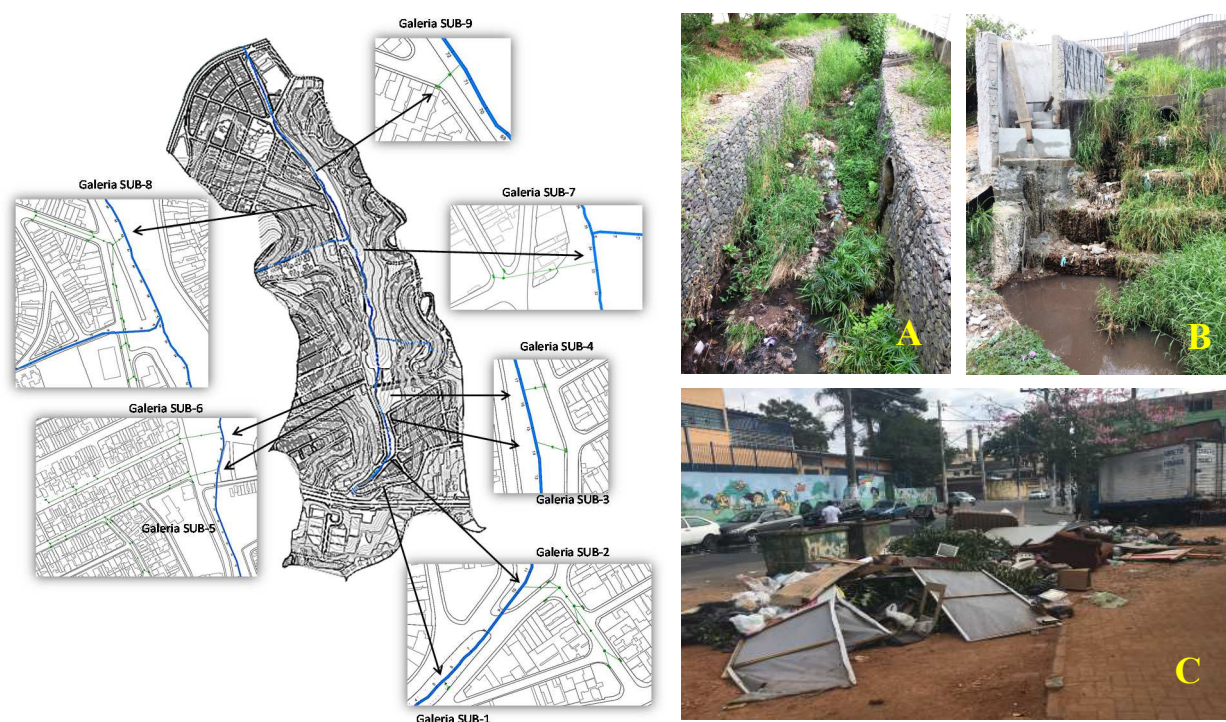 Galeria SUB-9
Galeria SUB-8
Galeria SUB-7
Galeria SUB-4
Galeria SUB-3
Galeria SUB-6
Galeria SUB-5
Galeria SUB-2
Galeria SUB-1
A
B
C